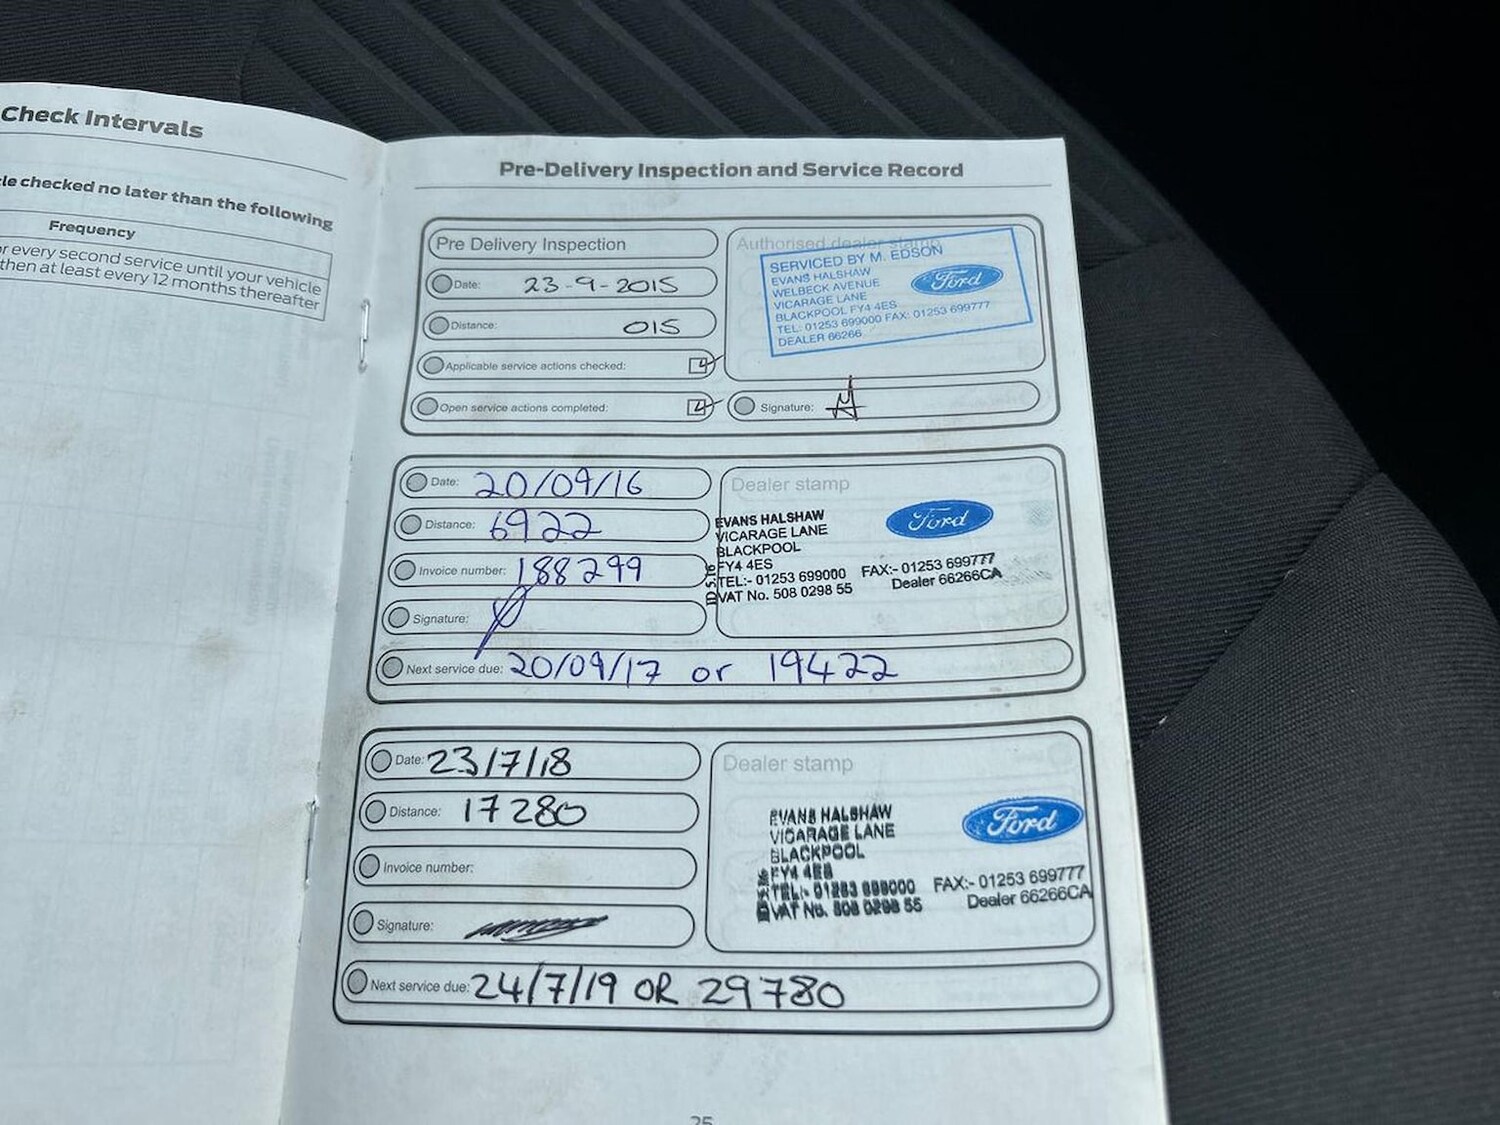 Check Intervals
cle checked no later than the following
Frequency
or every second service until your vehicle
then at least every 12 months thereafter
Pre-Delivery Inspection and Service Record
Pre Delivery Inspection
Date: 23-9-2015
Distance: 015
Applicable service actions checked:
Open service actions completed:
Authorised dealer stamp
SERVICED BY M. EDSON
EVANS HALSHAW
WELBECK AVENUE
VICARAGE LANE
BLACKPOOL FY4 4ES
TEL: 01253 699000 FAX: 01253 699777
DEALER 66266
Ford
Signature:
Date: 20/09/16
Distance: 6922
Invoice number: 188299
Signature:
Next service due: 20/09/17 or 19422
Dealer stamp
EVANS HALSHAW
VICARAGE LANE
BLACKPOOL
FY4 4ES
TEL:- 01253 699000 FAX:- 01253 699777
VAT No. 508 0298 55 Dealer 66266CA
ID 5.16
Ford
Date: 23/7/18
Distance: 17280
Invoice number:
Signature:
Next service due: 24/7/19 OR 29780
Dealer stamp
EVANS HALSHAW
VICARAGE LANE
BLACKPOOL
FY4 4ES
TEL:- 01253 699000 FAX:- 01253 699777
VAT No. 508 0298 55 Dealer 66266CA
Ford
25